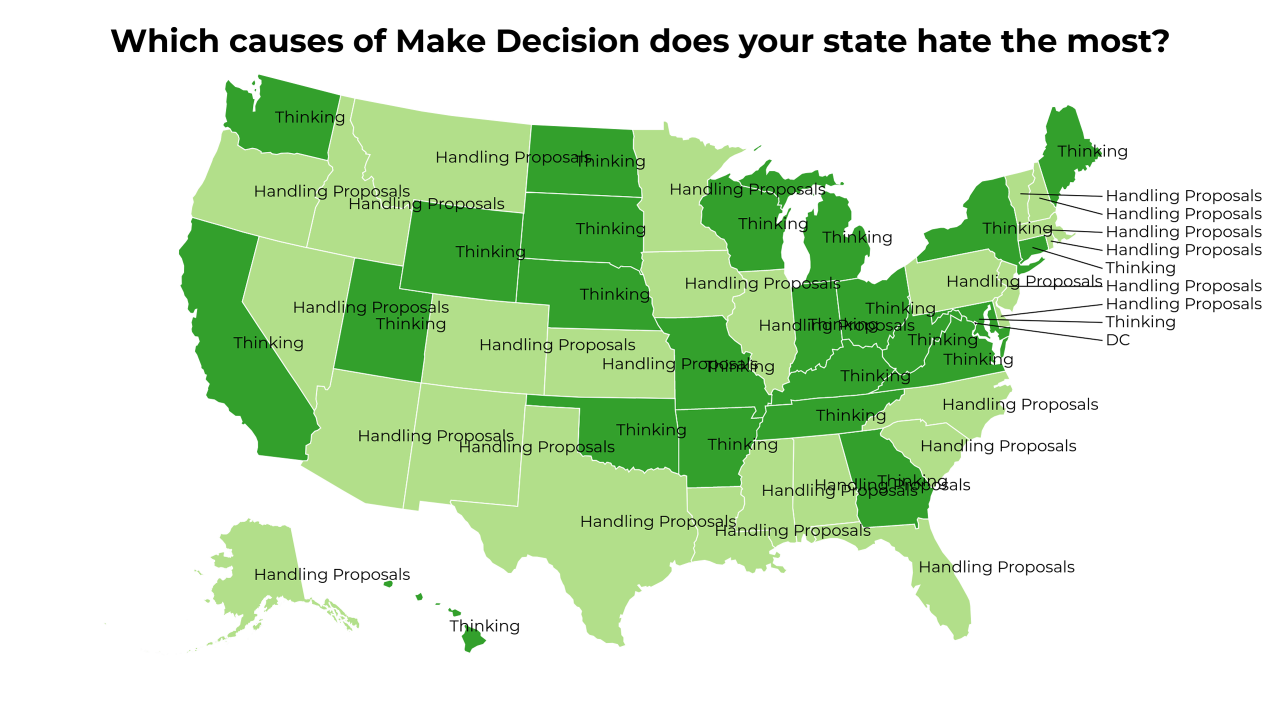 Which causes of Make Decision does your state hate the most?
Thinking
Thinking
Handling Proposals
Thinking
Handling Proposals
Handling Proposals
Handling Proposals
Handling Proposals
Handling Proposals
Thinking
Thinking
Thinking
Handling Proposals
Thinking
Handling Proposals
Thinking
Handling Proposals
Thinking
Handling Proposals
Handling Proposals
Handling Proposals
Thinking
Handling Proposals
Thinking
Handling Proposals
Handling Proposals
Thinking
Thinking
Handling Proposals
Thinking
DC
Thinking
Handling Proposals
Thinking
Thinking
Thinking
Handling Proposals
Handling Proposals
Thinking
Thinking
Handling Proposals
Thinking
Handling Proposals
Handling Proposals
Handling Proposals
Thinking
Thinking
Handling Proposals
Handling Proposals
Handling Proposals
Handling Proposals
Handling Proposals
Handling Proposals
Thinking